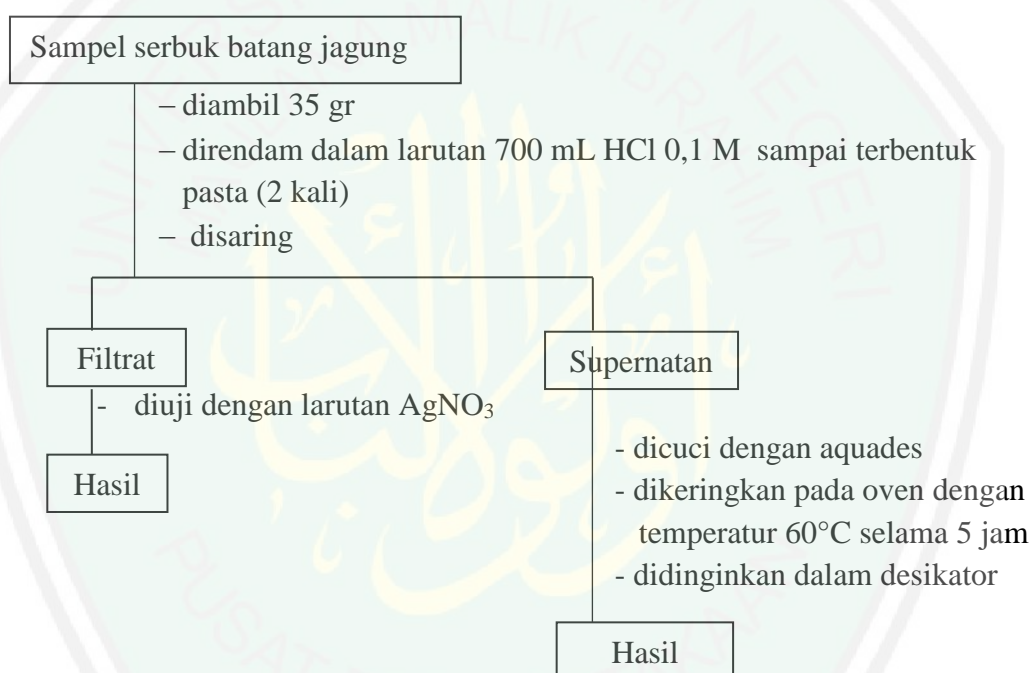 Sampel serbuk batang jagung
– diambil 35 gr
– direndam dalam larutan 700 mL HCl 0,1 M sampai terbentuk
pasta (2 kali)
– disaring
Filtrat
Supernatan
- diuji dengan larutan AgNO₃
Hasil
- dicuci dengan aquades
- dikeringkan pada oven dengan
temperatur 60°C selama 5 jam
- didinginkan dalam desikator
Hasil